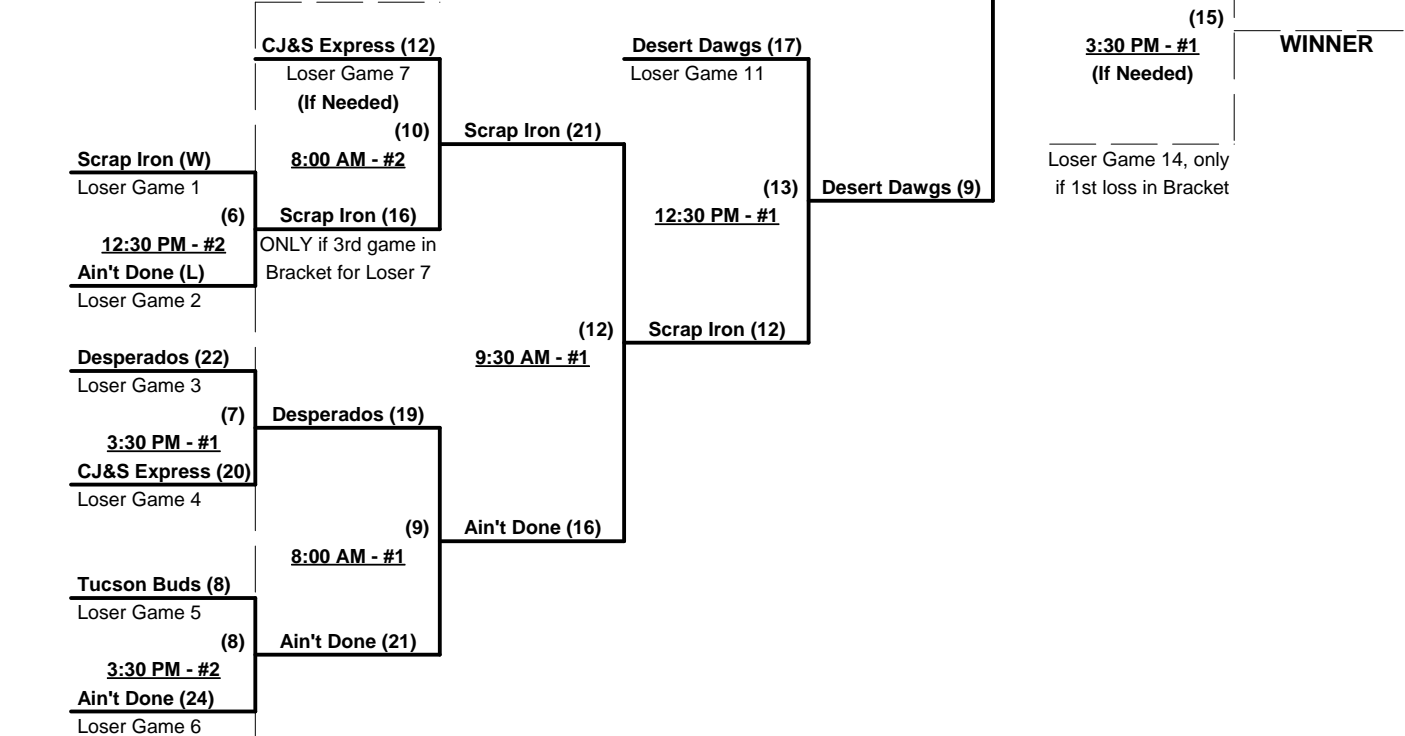 (15)
CJ&S Express (12)
Desert Dawgs (17)
3:30 PM - #1
WINNER
Loser Game 7
Loser Game 11
(If Needed)
(If Needed)
(10)
Scrap Iron (21)
Scrap Iron (W)
8:00 AM - #2
Loser Game 14, only
Loser Game 1
(13)
Desert Dawgs (9)
if 1st loss in Bracket
(6)
Scrap Iron (16)
12:30 PM - #1
12:30 PM - #2
ONLY if 3rd game in
Ain't Done (L)
Bracket for Loser 7
Loser Game 2
(12)
Scrap Iron (12)
Desperados (22)
9:30 AM - #1
Loser Game 3
(7)
Desperados (19)
3:30 PM - #1
CJ&S Express (20)
Loser Game 4
(9)
Ain't Done (16)
8:00 AM - #1
Tucson Buds (8)
Loser Game 5
(8)
Ain't Done (21)
3:30 PM - #2
Ain't Done (24)
Loser Game 6